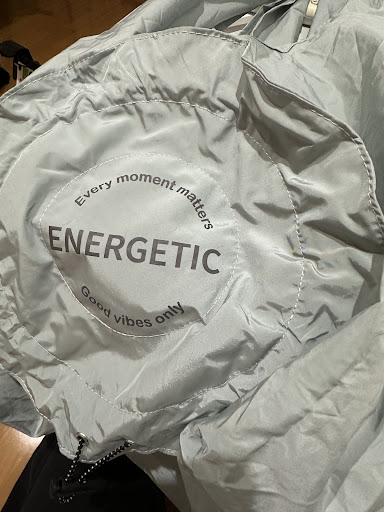 Every moment matters
ENERGETIC
Good vibes only